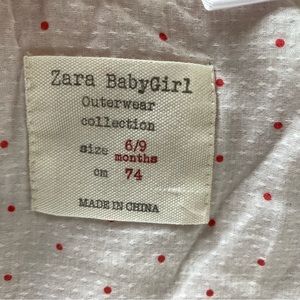 Zara BabyGirl
Outerwear
collection
size 6/9
months
cm 74
MADE IN CHINA